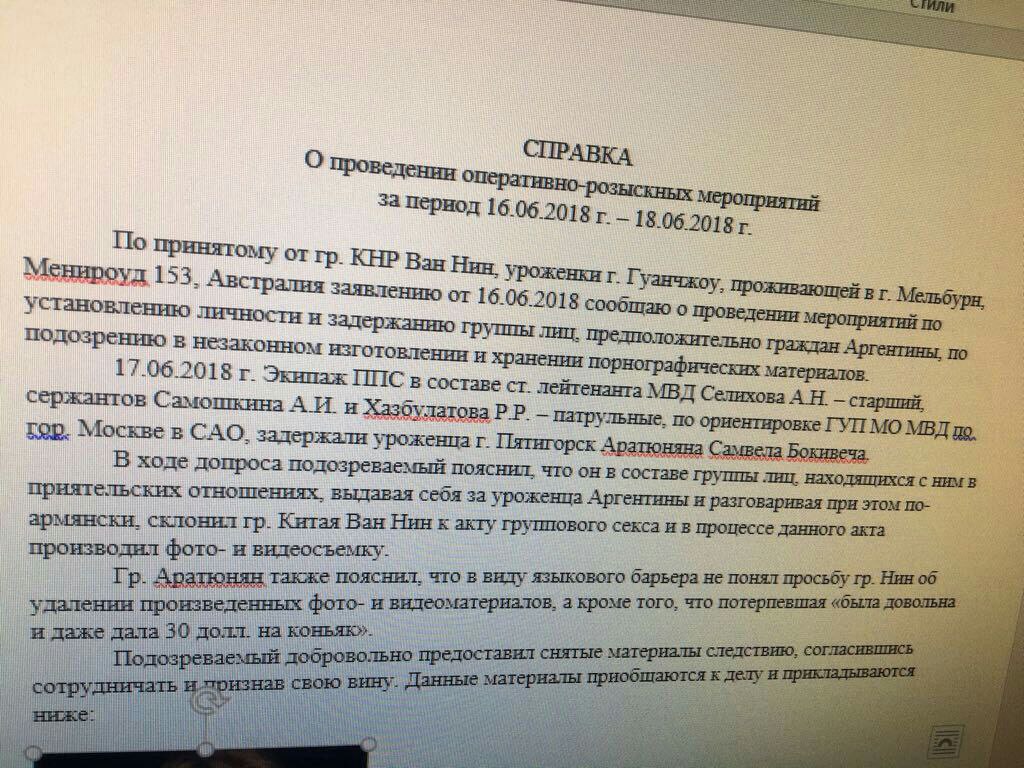 Стили
СПРАВКА
О проведении оперативно-розыскных мероприятий
за период 16.06.2018 г. – 18.06.2018 г.
По принятому от гр. КНР Ван Нин, уроженки г. Гуанчжоу, проживающей в г. Мельбурн,
Менироуд 153, Австралия заявлению от 16.06.2018 сообщаю о проведении мероприятий по
установлению личности и задержанию группы лиц, предположительно граждан Аргентины, по
подозрению в незаконном изготовлении и хранении порнографических материалов.
17.06.2018 г. Экипаж ППС в составе ст. лейтенанта МВД Селихова А.Н. – старший,
сержантов Самошкина А.И. и Хазбулатова Р.Р. – патрульные, по ориентировке ГУП МО МВД по
гор. Москве в САО, задержали уроженца г. Пятигорск Аратюняна Самвела Бокивеча.
В ходе допроса подозреваемый пояснил, что он в составе группы лиц, находящихся с ним в
приятельских отношениях, выдавая себя за уроженца Аргентины и разговаривая при этом по-
армянски, склонил гр. Китая Ван Нин к акту группового секса и в процессе данного акта
производил фото- и видеосъемку.
Гр. Аратюнян также пояснил, что в виду языкового барьера не понял просьбу гр. Нин об
удалении произведенных фото- и видеоматериалов, а кроме того, что потерпевшая «была довольна
и даже дала 30 долл. на коньяк».
Подозреваемый добровольно предоставил снятые материалы следствию, согласившись
сотрудничать и признав свою вину. Данные материалы приобщаются к делу и прикладываются
ниже: